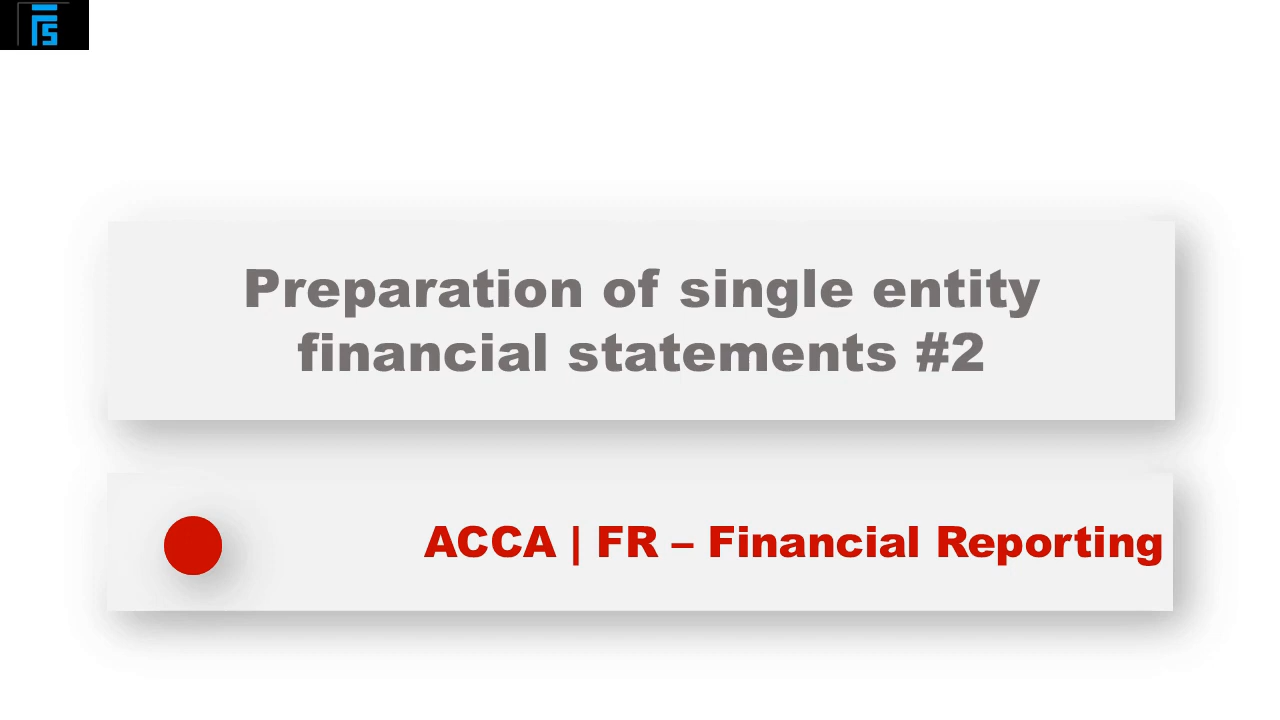 Preparation of single entity
financial statements #2
ACCA | FR – Financial Reporting